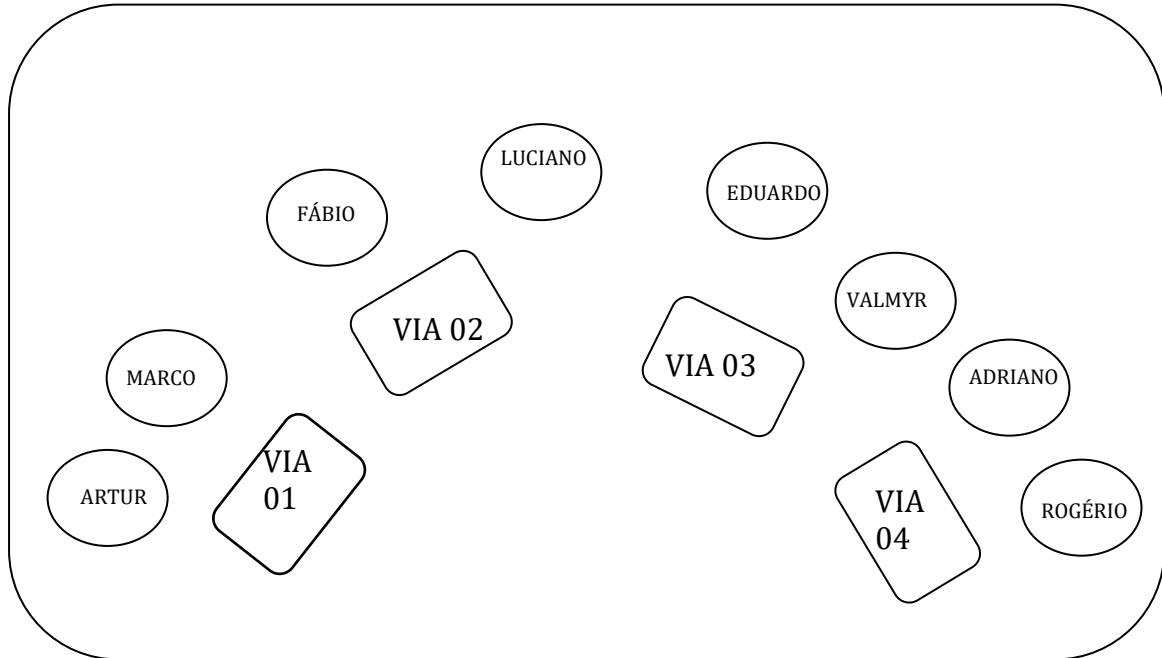 LUCIANO
EDUARDO
FÁBIO
VALMYR
VIA 02
VIA 03
MARCO
ADRIANO
VIA
01
ARTUR
VIA
04
ROGÉRIO